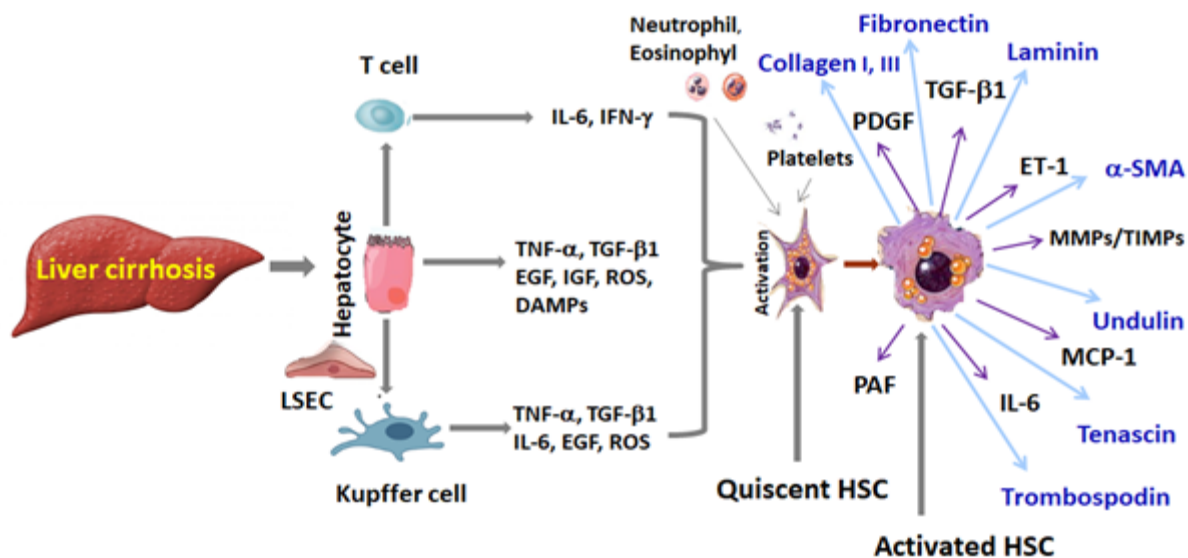 Neutrophil,
Eosinophyl
Fibronectin
Collagen I, III
Laminin
T cell
TGF-β1
PDGF
IL-6, IFN-γ
Platelets
ET-1
α-SMA
Liver cirrhosis
Hepatocyte
TNF-α, TGF-β1
EGF, IGF, ROS,
DAMPs
Activation
MMPs/TIMPs
Undulin
MCP-1
LSEC
PAF
IL-6
TNF-α, TGF-β1
IL-6, EGF, ROS
Tenascin
Kupffer cell
Quiscent HSC
Trombospodin
Activated HSC